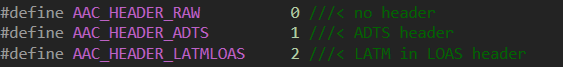 #define AAC_HEADER_RAW 0 ///< no header
#define AAC_HEADER_ADTS 1 ///< ADTS header
#define AAC_HEADER_LATMLOAS 2 ///< LATM in LOAS header